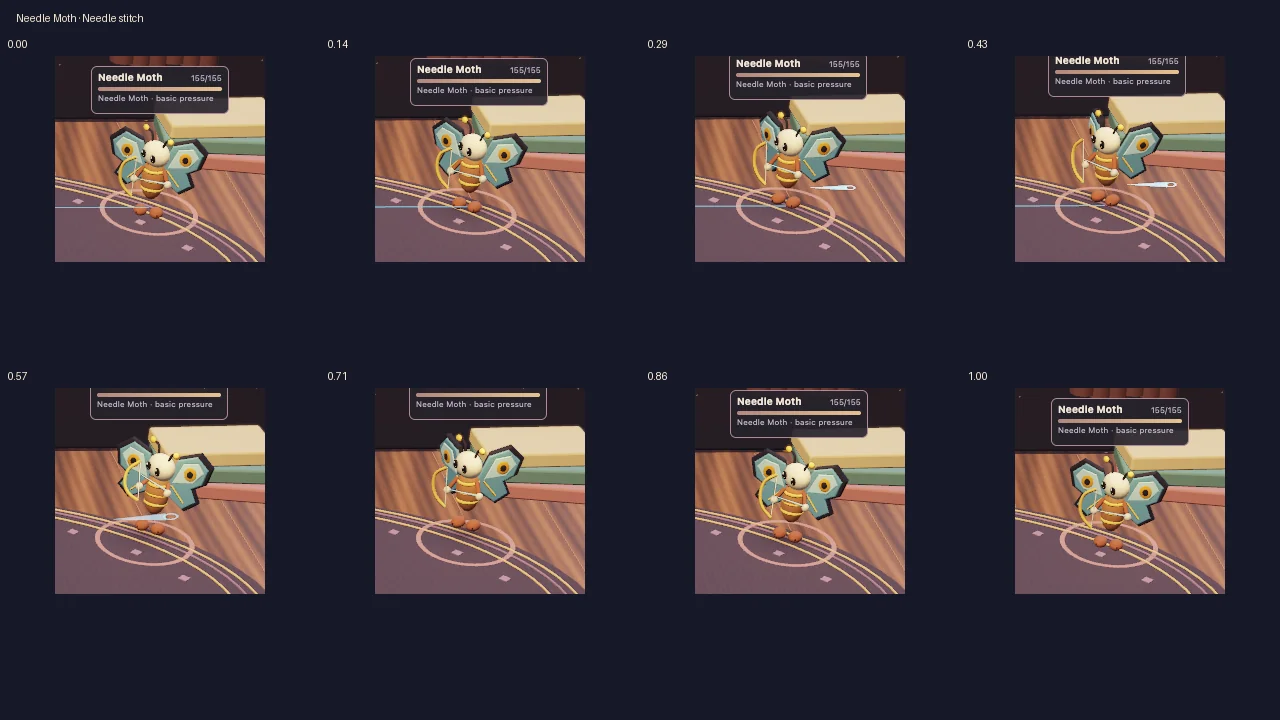 Needle Moth · Needle stitch
0.00
0.14
0.29
0.43
Needle Moth 155/155
Needle Moth · basic pressure
Needle Moth 155/155
Needle Moth · basic pressure
Needle Moth 155/155
Needle Moth · basic pressure
Needle Moth 155/155
Needle Moth · basic pressure
0.57
0.71
0.86
1.00
Needle Moth · basic pressure
Needle Moth · basic pressure
Needle Moth 155/155
Needle Moth · basic pressure
Needle Moth 155/155
Needle Moth · basic pressure